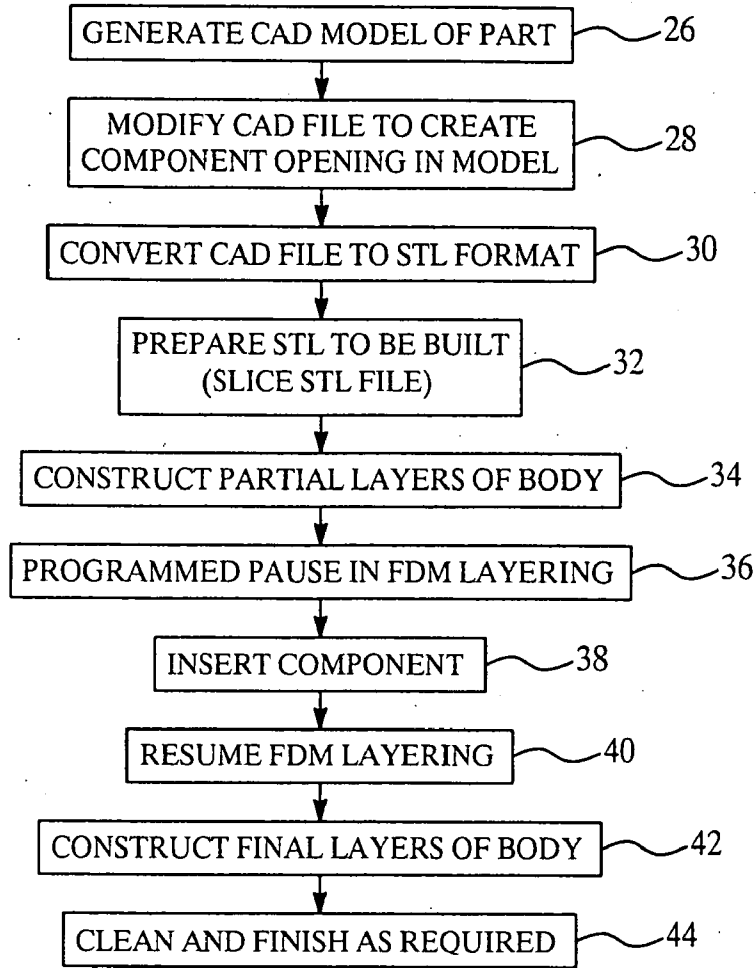 GENERATE CAD MODEL OF PART
26
MODIFY CAD FILE TO CREATE
COMPONENT OPENING IN MODEL
28
CONVERT CAD FILE TO STL FORMAT
30
PREPARE STL TO BE BUILT
(SLICE STL FILE)
32
CONSTRUCT PARTIAL LAYERS OF BODY
34
PROGRAMMED PAUSE IN FDM LAYERING
36
INSERT COMPONENT
38
RESUME FDM LAYERING
40
CONSTRUCT FINAL LAYERS OF BODY
42
CLEAN AND FINISH AS REQUIRED
44